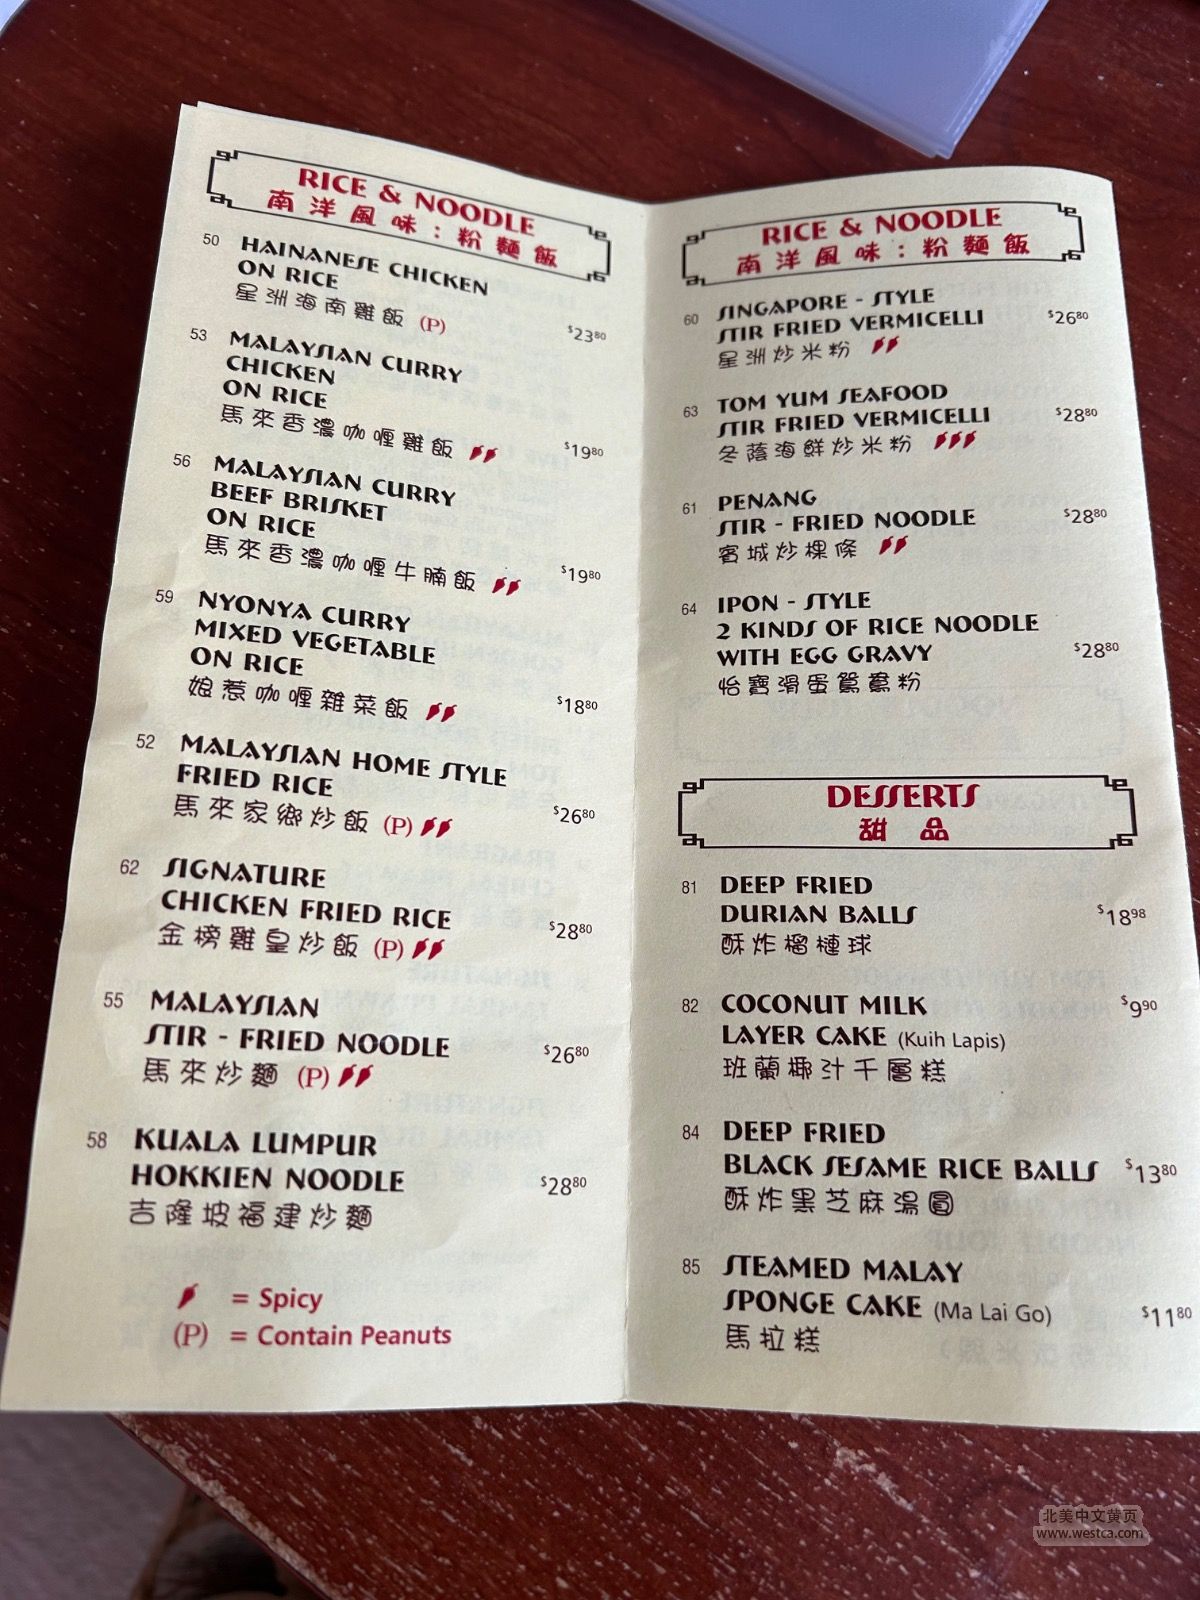 RICE & NOODLE
南洋風味：粉麵飯
50 HAINANESE CHICKEN
ON RICE
星洲海南雞飯 (P) $23.80
53 MALAYSIAN CURRY
CHICKEN
ON RICE
馬來香濃咖喱雞飯 $19.80
56 MALAYSIAN CURRY
BEEF BRISKET
ON RICE
馬來香濃咖喱牛腩飯 $19.80
59 NYONYA CURRY
MIXED VEGETABLE
ON RICE
娘惹咖喱雜菜飯 $18.80
52 MALAYSIAN HOME STYLE
FRIED RICE
馬來家鄉炒飯 (P) $26.80
62 SIGNATURE
CHICKEN FRIED RICE
金榜雞皇炒飯 (P) $28.80
55 MALAYSIAN
STIR - FRIED NOODLE
馬來炒麵 (P) $26.80
58 KUALA LUMPUR
HOKKIEN NOODLE $28.80
吉隆坡福建炒麵
= Spicy
(P) = Contain Peanuts
RICE & NOODLE
南洋風味：粉麵飯
60 SINGAPORE - STYLE
STIR FRIED VERMICELLI $26.80
星洲炒米粉
63 TOM YUM SEAFOOD
STIR FRIED VERMICELLI $28.80
冬蔭海鮮炒米粉
61 PENANG
STIR - FRIED NOODLE $28.80
賓城炒粿條
64 IPON - STYLE
2 KINDS OF RICE NOODLE
WITH EGG GRAVY $28.80
怡寶滑蛋鴛鴦粉
DESSERTS
甜品
81 DEEP FRIED
DURIAN BALLS $18.98
酥炸榴槤球
82 COCONUT MILK $9.90
LAYER CAKE (Kuih Lapis)
班蘭椰汁千層糕
84 DEEP FRIED
BLACK SESAME RICE BALLS $13.80
酥炸黑芝麻湯圓
85 STEAMED MALAY
SPONGE CAKE (Ma Lai Go) $11.80
馬拉糕
北美中文黄页
www.westca.com